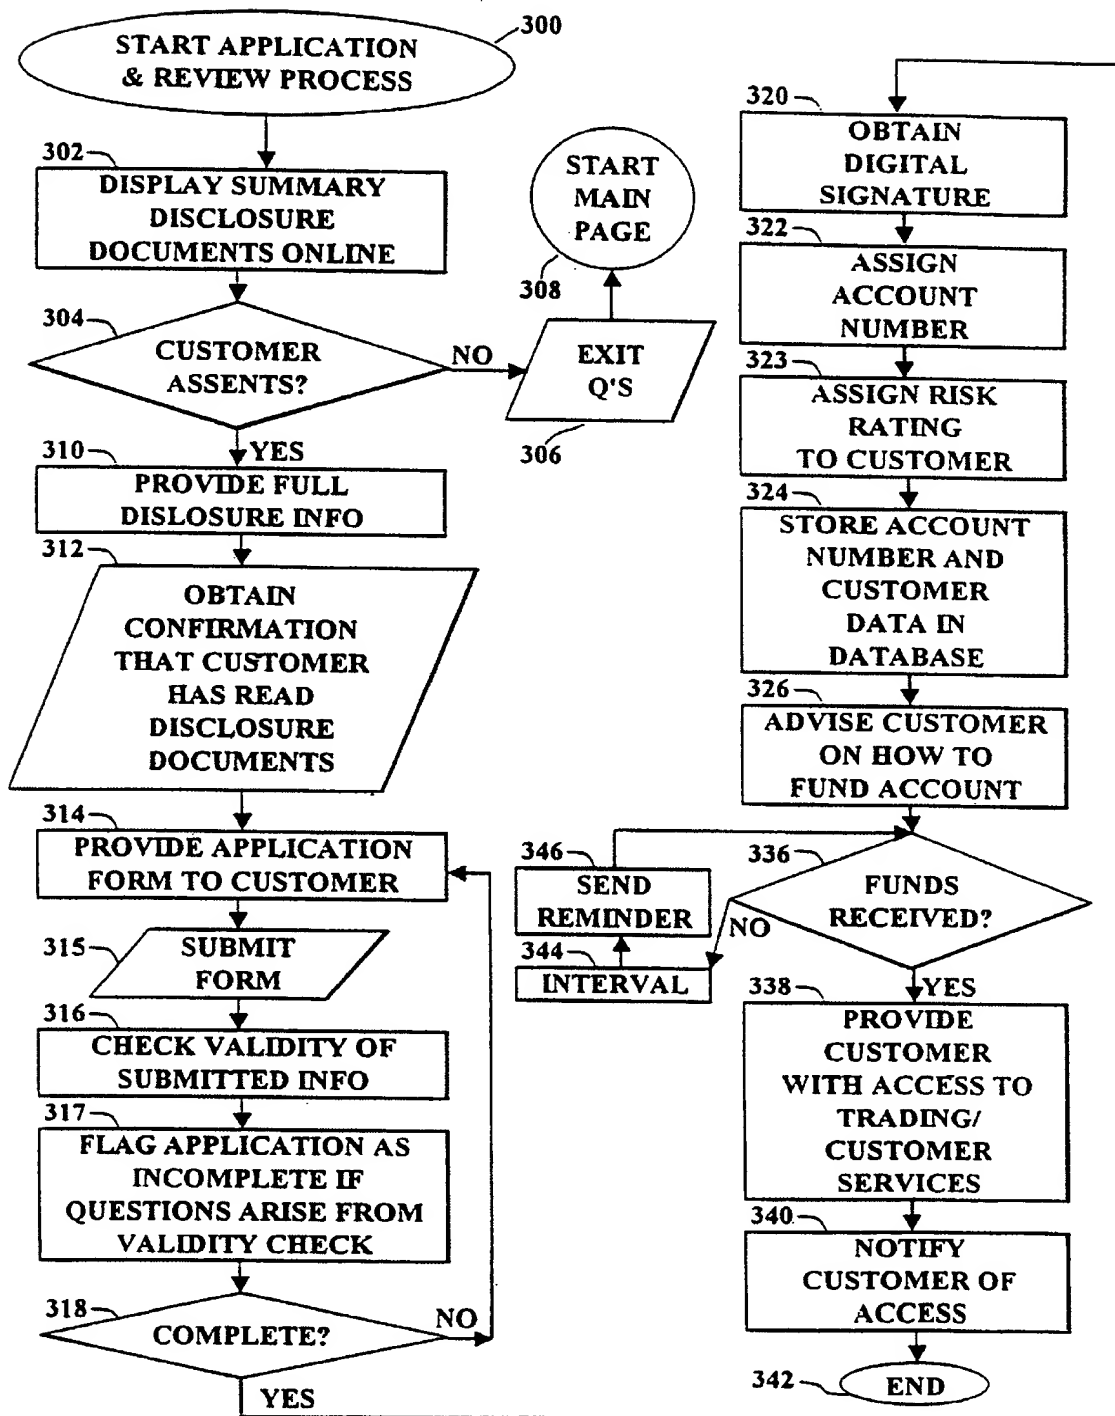 300
START APPLICATION
& REVIEW PROCESS
302
DISPLAY SUMMARY
DISCLOSURE
DOCUMENTS ONLINE
304
CUSTOMER
ASSENTS?
NO
EXIT
Q'S
306
START
MAIN
PAGE
308
YES
310
PROVIDE FULL
DISLOSURE INFO
312
OBTAIN
CONFIRMATION
THAT CUSTOMER
HAS READ
DISCLOSURE
DOCUMENTS
314
PROVIDE APPLICATION
FORM TO CUSTOMER
315
SUBMIT
FORM
316
CHECK VALIDITY OF
SUBMITTED INFO
317
FLAG APPLICATION AS
INCOMPLETE IF
QUESTIONS ARISE FROM
VALIDITY CHECK
318
COMPLETE?
NO
YES
320
OBTAIN
DIGITAL
SIGNATURE
322
ASSIGN
ACCOUNT
NUMBER
323
ASSIGN RISK
RATING
TO CUSTOMER
324
STORE ACCOUNT
NUMBER AND
CUSTOMER
DATA IN
DATABASE
326
ADVISE CUSTOMER
ON HOW TO
FUND ACCOUNT
336
FUNDS
RECEIVED?
NO
344
INTERVAL
346
SEND
REMINDER
YES
338
PROVIDE
CUSTOMER
WITH ACCESS TO
TRADING/
CUSTOMER
SERVICES
340
NOTIFY
CUSTOMER OF
ACCESS
342
END